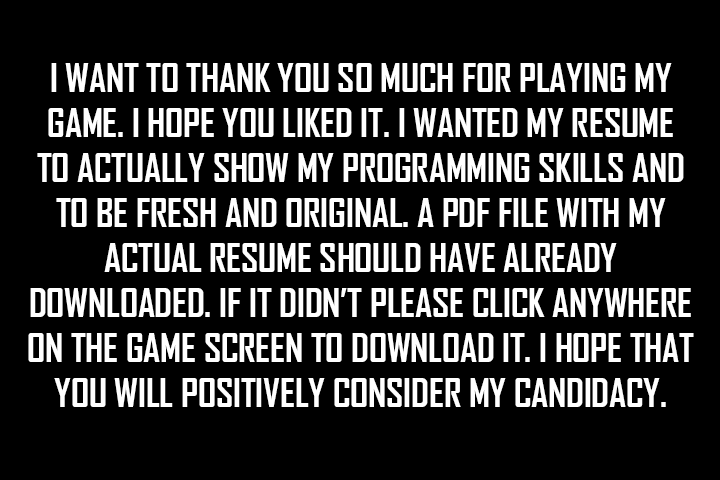 I WANT TO THANK YOU SO MUCH FOR PLAYING MY
GAME. I HOPE YOU LIKED IT. I WANTED MY RESUME
TO ACTUALLY SHOW MY PROGRAMMING SKILLS AND
TO BE FRESH AND ORIGINAL. A PDF FILE WITH MY
ACTUAL RESUME SHOULD HAVE ALREADY
DOWNLOADED. IF IT DIDN'T PLEASE CLICK ANYWHERE
ON THE GAME SCREEN TO DOWNLOAD IT. I HOPE THAT
YOU WILL POSITIVELY CONSIDER MY CANDIDACY.